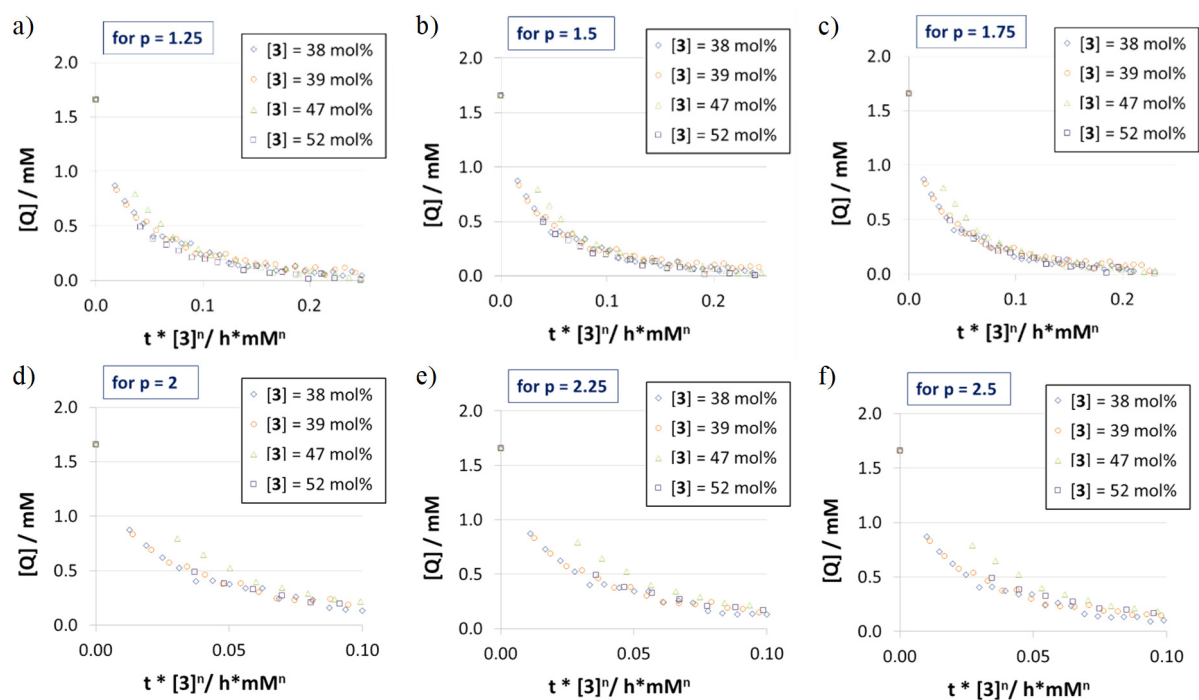 a)
for p = 1.25
[3] = 38 mol%
[3] = 39 mol%
[3] = 47 mol%
[3] = 52 mol%
[Q] / mM
2.0
1.5
1.0
0.5
0.0
0.0 0.1 0.2
t * [3]ⁿ/ h*mMⁿ
b)
for p = 1.5
[3] = 38 mol%
[3] = 39 mol%
[3] = 47 mol%
[3] = 52 mol%
[Q] / mM
2.0
1.5
1.0
0.5
0.0
0.0 0.1 0.2
t * [3]ⁿ/ h*mMⁿ
c)
for p = 1.75
[3] = 38 mol%
[3] = 39 mol%
[3] = 47 mol%
[3] = 52 mol%
[Q] / mM
2.0
1.5
1.0
0.5
0.0
0.0 0.1 0.2
t * [3]ⁿ/ h*mMⁿ
d)
for p = 2
[3] = 38 mol%
[3] = 39 mol%
[3] = 47 mol%
[3] = 52 mol%
[Q] / mM
2.0
1.5
1.0
0.5
0.0
0.00 0.05 0.10
t * [3]ⁿ/ h*mMⁿ
e)
for p = 2.25
[3] = 38 mol%
[3] = 39 mol%
[3] = 47 mol%
[3] = 52 mol%
[Q] / mM
2.0
1.5
1.0
0.5
0.0
0.00 0.05 0.10
t * [3]ⁿ/ h*mMⁿ
f)
for p = 2.5
[3] = 38 mol%
[3] = 39 mol%
[3] = 47 mol%
[3] = 52 mol%
[Q] / mM
2.0
1.5
1.0
0.5
0.0
0.00 0.05 0.10
t * [3]ⁿ/ h*mMⁿ